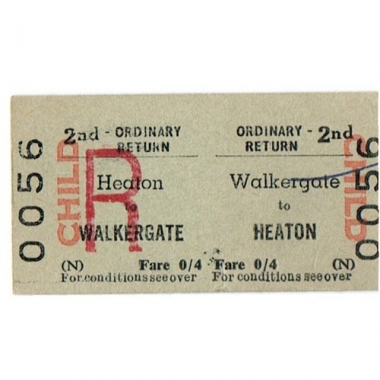 0056
CHILD
R
2nd - ORDINARY
RETURN
Heaton
to
WALKERGATE
(N) Fare 0/4
For conditions see over
ORDINARY - 2nd
RETURN
Walkergate
to
HEATON
Fare 0/4 (N)
For conditions see over
CHILD
0056